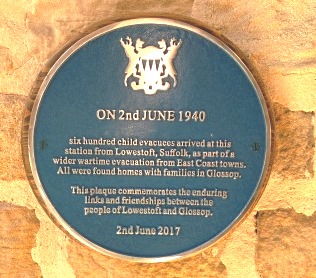 ON 2nd JUNE 1940
six hundred child evacuees arrived at this
station from Lowestoft, Suffolk, as part of a
wider wartime evacuation from East Coast towns.
All were found homes with families in Glossop.
This plaque commemorates the enduring
links and friendships between the
people of Lowestoft and Glossop.
2nd June 2017